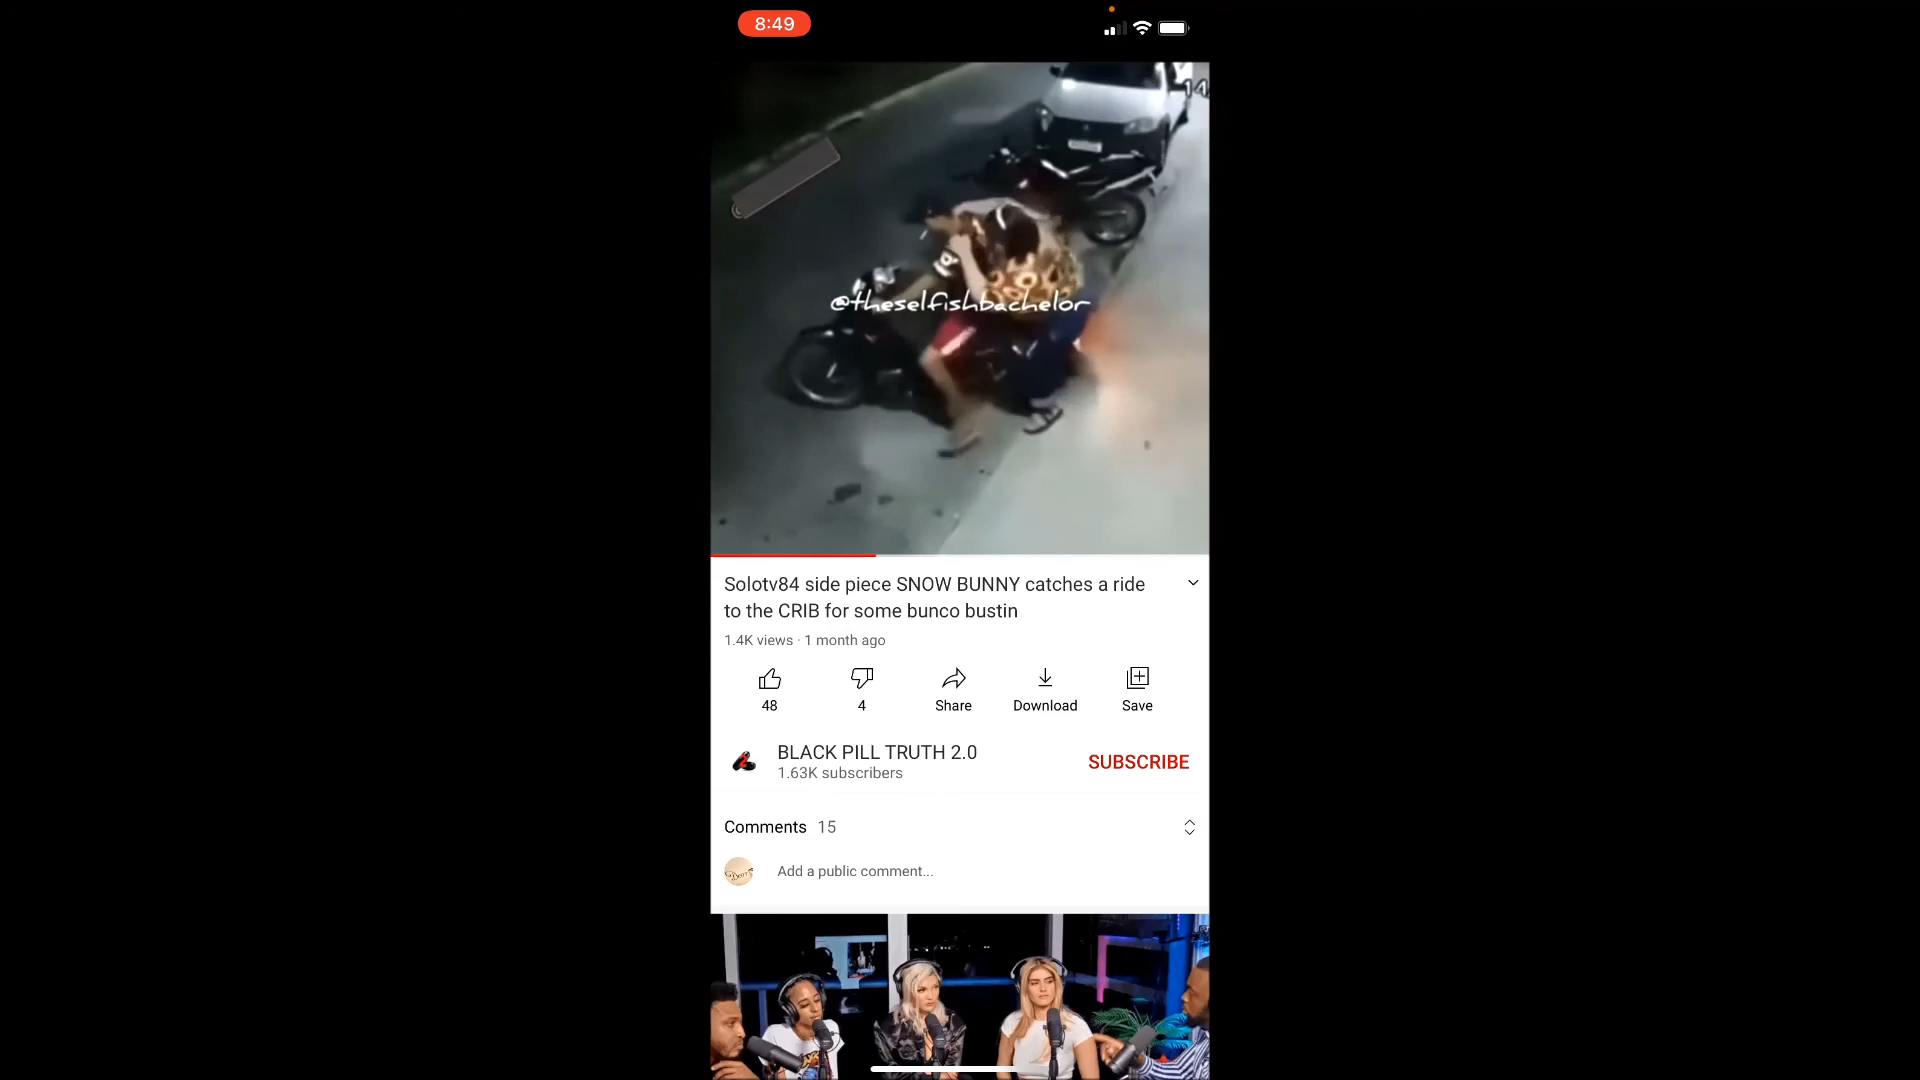 8:49
14
@theselfishbachelor
Solotv84 side piece SNOW BUNNY catches a ride
to the CRIB for some bunco bustin
1.4K views · 1 month ago
48
4
Share
Download
Save
BLACK PILL TRUTH 2.0
1.63K subscribers
SUBSCRIBE
Comments 15
Add a public comment...